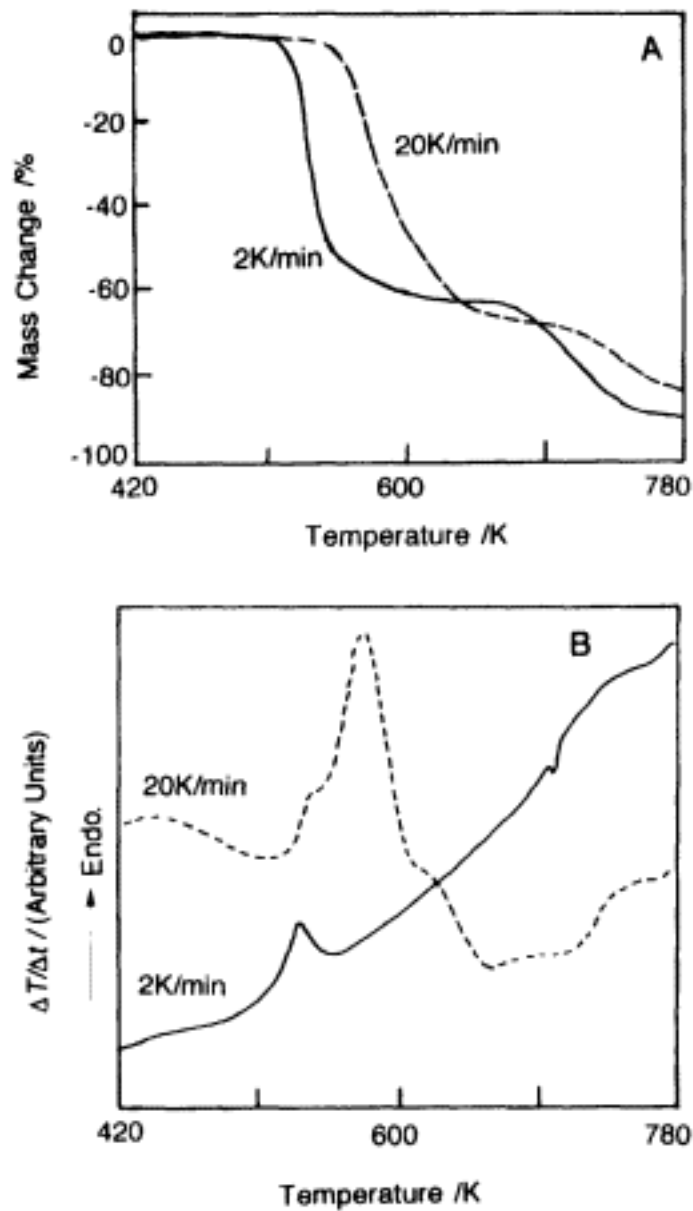 A
0
-20
-40
-60
-80
-100
20K/min
2K/min
Mass Change /%
420
600
780
Temperature /K
B
20K/min
2K/min
ΔT/Δt / (Arbitrary Units)
Endo.
420
600
780
Temperature /K